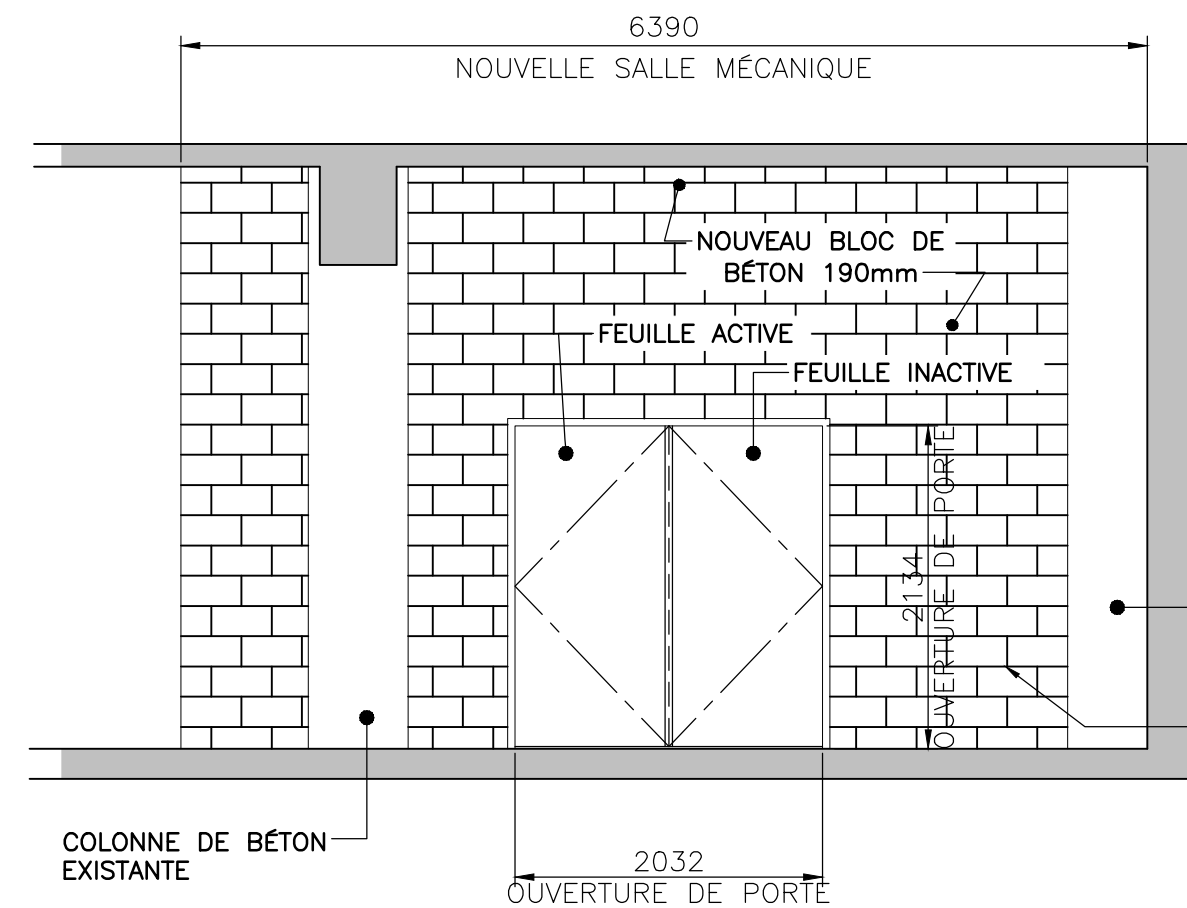 6390
NOUVELLE SALLE MÉCANIQUE
NOUVEAU BLOC DE
BÉTON 190mm
FEUILLE ACTIVE
FEUILLE INACTIVE
2134
OUVERTURE DE PORTE
COLONNE DE BÉTON
EXISTANTE
2032
OUVERTURE DE PORTE